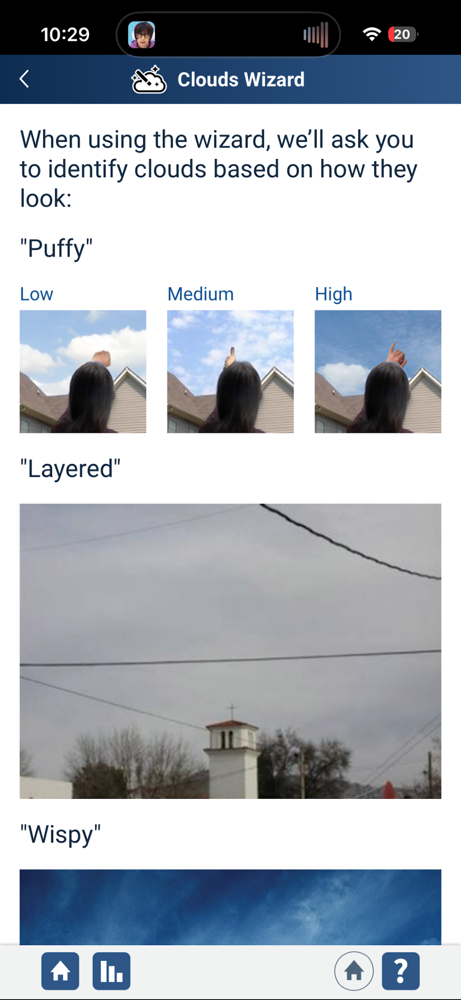 10:29
20
Clouds Wizard
When using the wizard, we’ll ask you
to identify clouds based on how they
look:
"Puffy"
Low Medium High
"Layered"
"Wispy"
?